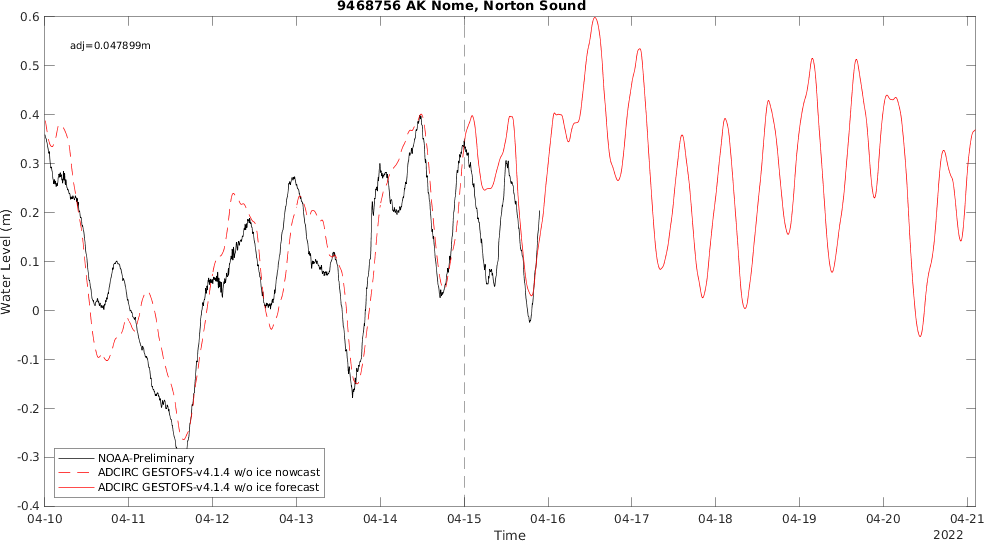 9468756 AK Nome, Norton Sound
adj=0.047899m
0.6
0.5
0.4
0.3
0.2
0.1
0
-0.1
-0.2
-0.3
-0.4
Water Level (m)
NOAA-Preliminary
ADCIRC GESTOFS-v4.1.4 w/o ice nowcast
ADCIRC GESTOFS-v4.1.4 w/o ice forecast
04-10 04-11 04-12 04-13 04-14 04-15 04-16 04-17 04-18 04-19 04-20 04-21
Time
2022